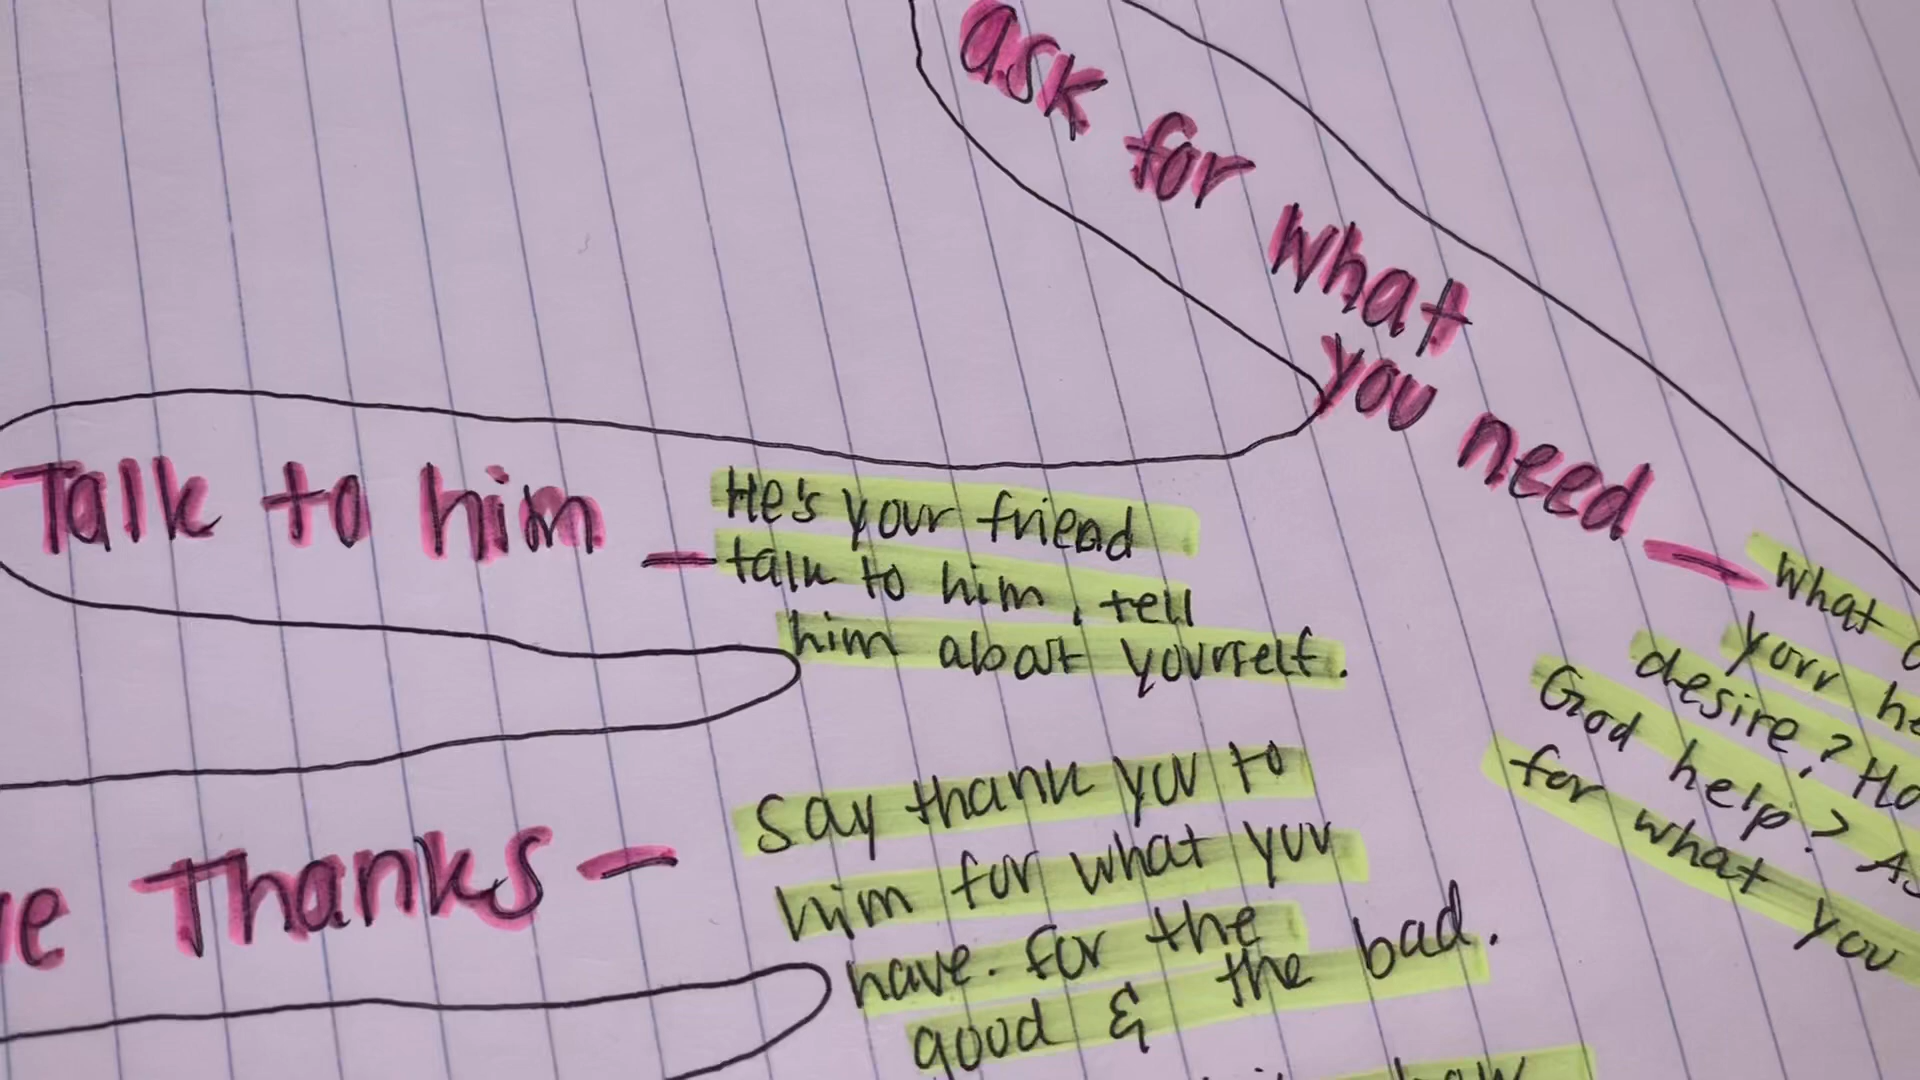 ask for what
you need —
What
your
desire?
God help?
for what you
Talk to him —
He's your friend
talk to him, tell
him about yourself.
Thanks —
Say thank you to
him for what you
have. For the
good & the bad.